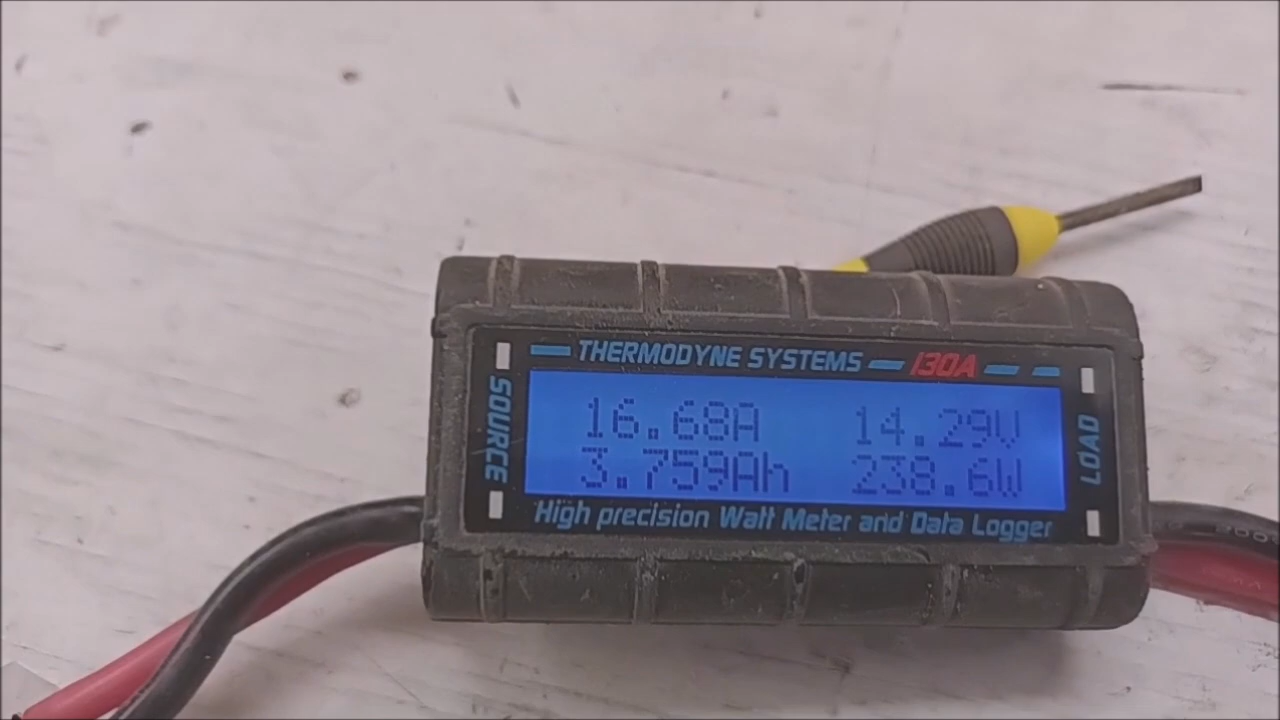 THERMODYNE SYSTEMS 130A
SOURCE
16.68A 14.29V
3.759Ah 238.6W
LOAD
High precision Watt Meter and Data Logger